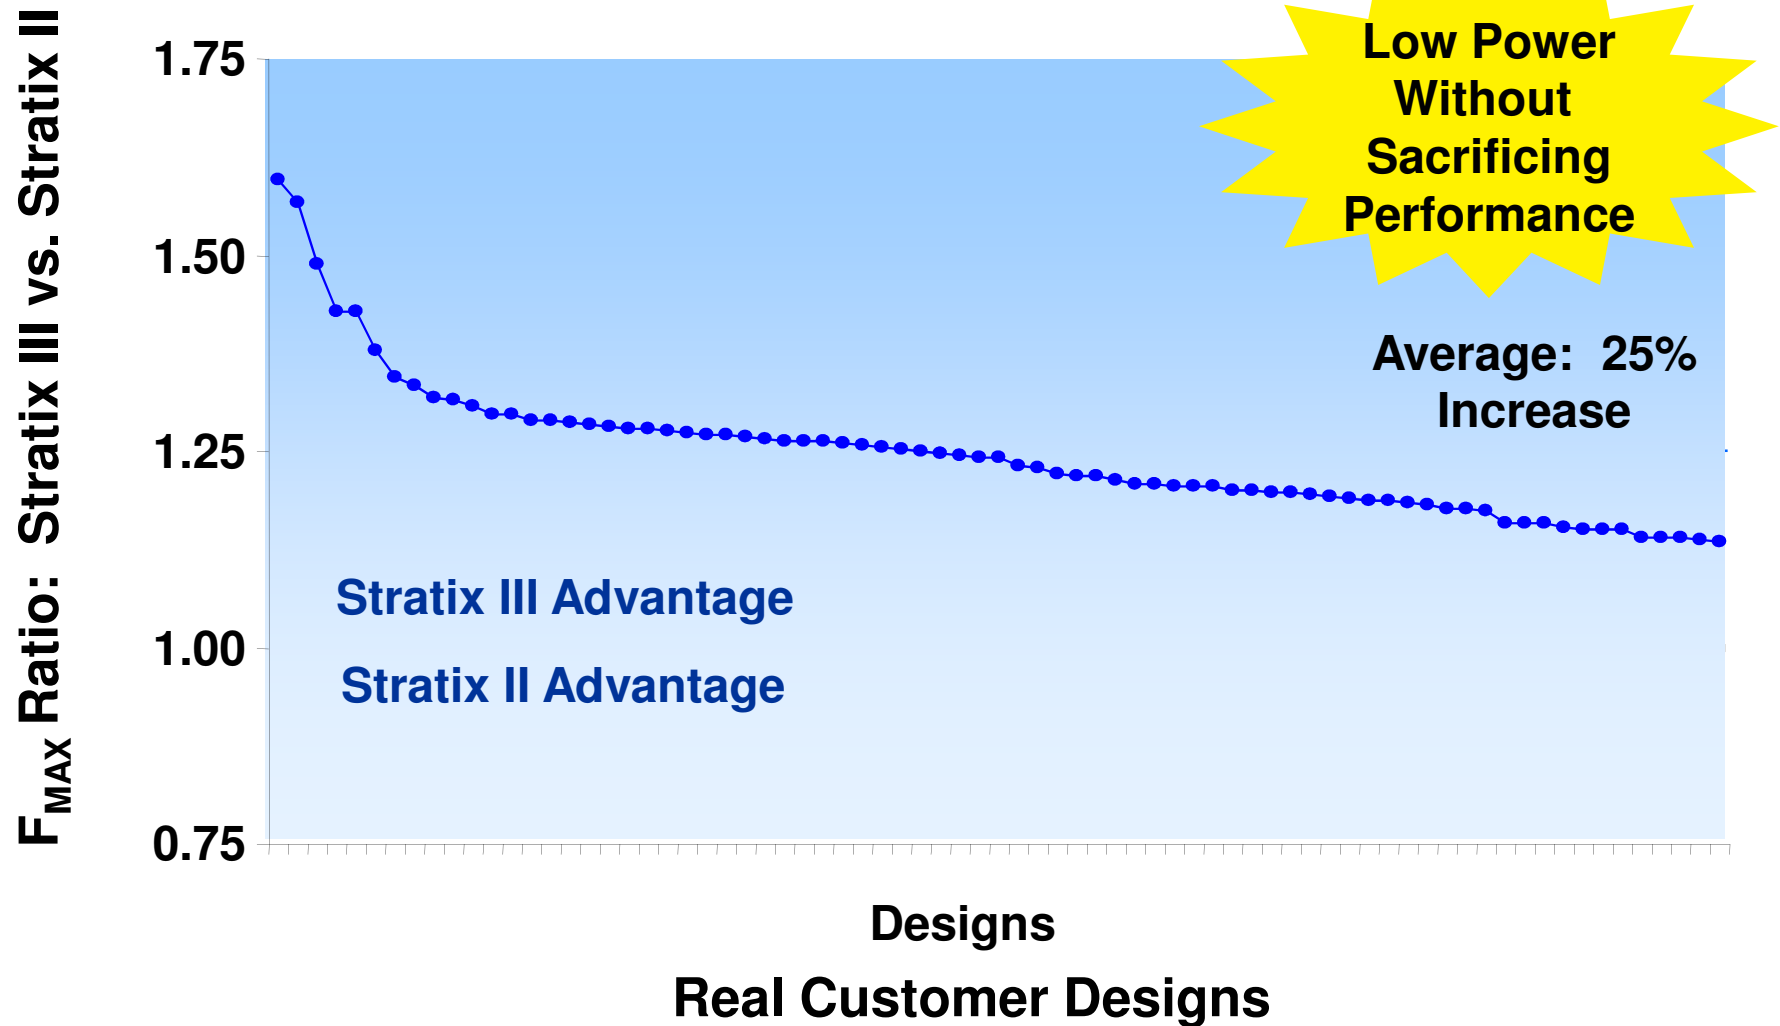 FMAX Ratio:  Stratix III vs. Stratix II
1.75
1.50
1.25
1.00
0.75
Low Power
Without
Sacrificing
Performance
Average:  25%
Increase
Stratix III Advantage
Stratix II Advantage
Designs
Real Customer Designs